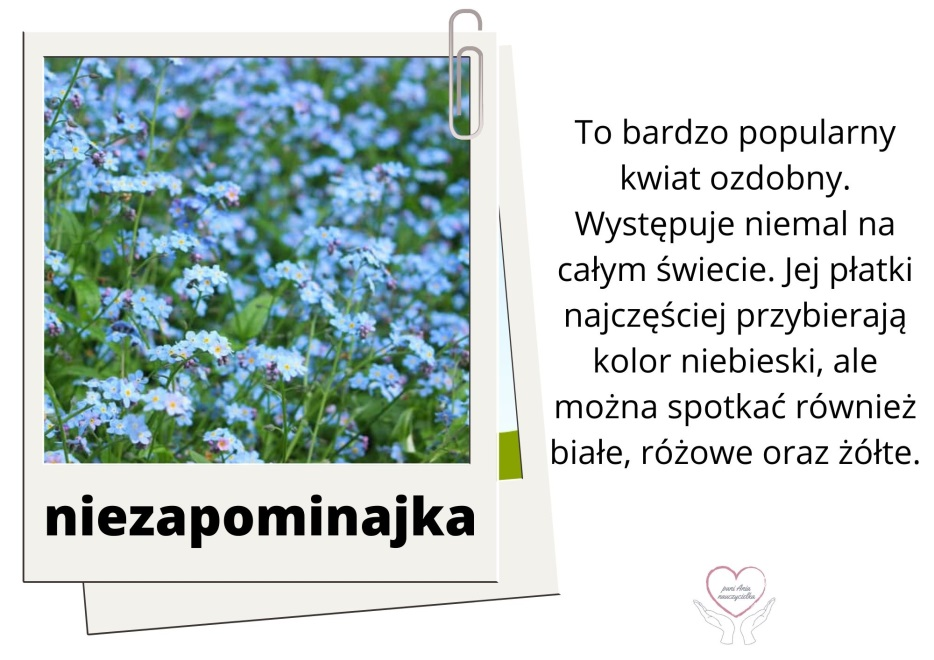 niezapominajka
To bardzo popularny
kwiat ozdobny.
Występuje niemal na
całym świecie. Jej płatki
najczęściej przybierają
kolor niebieski, ale
można spotkać również
białe, różowe oraz żółte.
pani Ania
nauczycielka